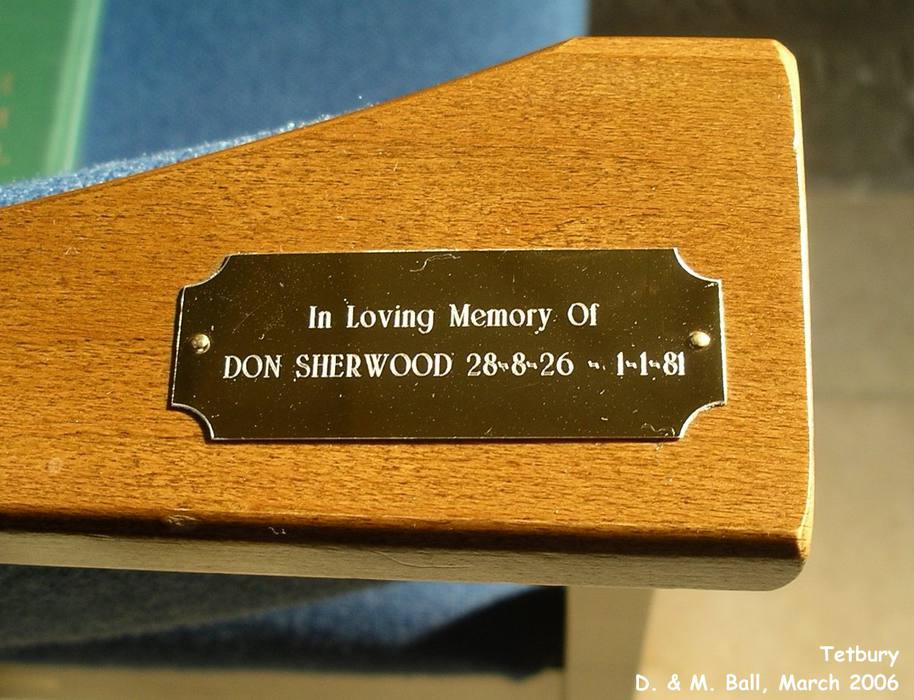 In Loving Memory Of
DON SHERWOOD 28-8-26 - 1-1-81
Tetbury
D. & M. Ball, March 2006